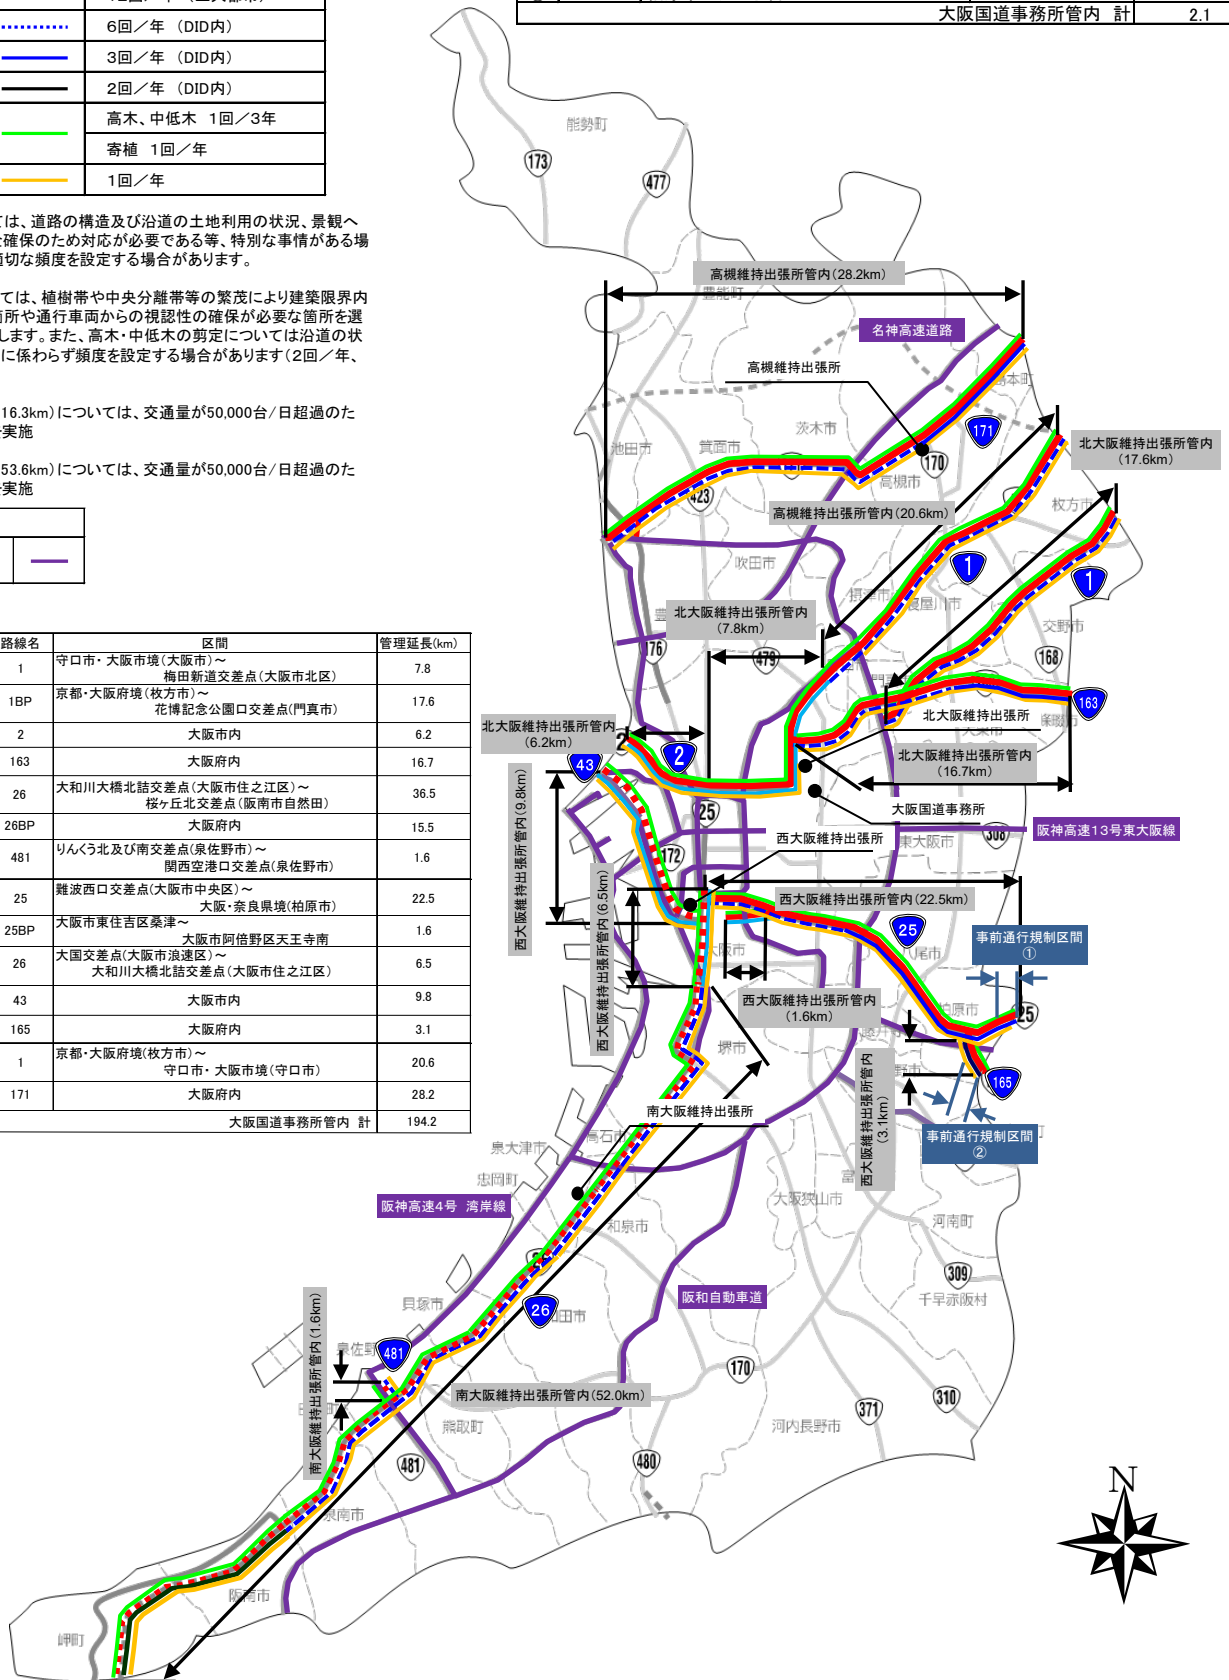 6回／年 （DID内）
3回／年 （DID内）
2回／年 （DID内）
高木、中低木 1回／3年
寄植 1回／年
1回／年
大阪国道事務所管内 計 2.1
ては、道路の構造及び沿道の土地利用の状況、景観へ
確保のため対応が必要である等、特別な事情がある場
適切な頻度を設定する場合があります。
ては、植樹帯や中央分離帯等の繁茂により建築限界内
箇所や通行車両からの視認性の確保が必要な箇所を選
します。また、高木・中低木の剪定については沿道の状
に係わらず頻度を設定する場合があります（2回／年、
16.3km）については、交通量が50,000台/日超過のた
実施
53.6km）については、交通量が50,000台/日超過のた
実施
路線名 区間 管理延長(km)
1 守口市・大阪市境（大阪市）～
梅田新道交差点（大阪市北区） 7.8
1BP 京都・大阪府境（枚方市）～
花博記念公園口交差点（門真市） 17.6
2 大阪市内 6.2
163 大阪府内 16.7
26 大和川大橋北詰交差点（大阪市住之江区）～
桜ヶ丘北交差点（阪南市自然田） 36.5
26BP 大阪府内 15.5
481 りんくう北及び南交差点（泉佐野市）～
関西空港口交差点（泉佐野市） 1.6
25 難波西口交差点（大阪市中央区）～
大阪・奈良県境（柏原市） 22.5
25BP 大阪市東住吉区桑津～
大阪市阿倍野区天王寺南 1.6
26 大国交差点（大阪市浪速区）～
大和川大橋北詰交差点（大阪市住之江区） 6.5
43 大阪市内 9.8
165 大阪府内 3.1
1 京都・大阪府境（枚方市）～
守口市・大阪市境（守口市） 20.6
171 大阪府内 28.2
大阪国道事務所管内 計 194.2
能勢町
173
477
高槻維持出張所管内（28.2km）
豊能町
名神高速道路
高槻維持出張所
島本町
茨木市
池田市
箕面市
171
170
高槻市
423
北大阪維持出張所管内
（17.6km）
枚方市
高槻維持出張所管内（20.6km）
吹田市
1
1
摂津市
寝屋川市
北大阪維持出張所管内
（7.8km）
交野市
176
479
168
163
北大阪維持出張所
北大阪維持出張所管内
（6.2km）
2
43
北大阪維持出張所管内
（16.7km）
大阪国道事務所
西大阪維持出張所管内（9.8km）
25
172
西大阪維持出張所
308
東大阪市
阪神高速13号東大阪線
西大阪維持出張所管内（6.5km）
西大阪維持出張所管内（22.5km）
25
八尾市
大阪市
事前通行規制区間
①
西大阪維持出張所管内
（1.6km）
柏原市
25
堺市
西大阪維持出張所管内
（3.1km）
165
事前通行規制区間
②
南大阪維持出張所
高石市
泉大津市
忠岡町
阪神高速4号 湾岸線
和泉市
大阪狭山市
河南町
309
千早赤阪村
阪和自動車道
貝塚市
26
481
南大阪維持出張所管内（1.6km）
南大阪維持出張所管内（52.0km）
170
310
371
河内長野市
熊取町
481
480
泉南市
阪南市
岬町
N